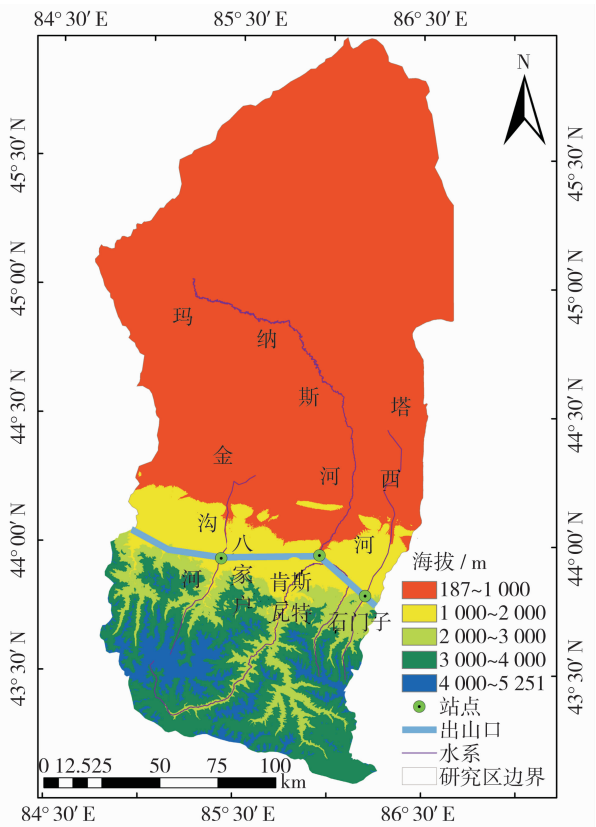 84° 30′ E 85° 30′ E 86° 30′ E
N
45° 30′ N
45° 00′ N
44° 30′ N
44° 00′ N
43° 30′ N
45° 30′ N
45° 00′ N
44° 30′ N
44° 00′ N
43° 30′ N
玛纳斯河
塔西河
金沟河
八家户
肯斯
瓦特
石门子
海拔 / m
187~1 000
1 000~2 000
2 000~3 000
3 000~4 000
4 000~5 251
站点
出山口
水系
研究区边界
0 12.525 50 75 100
km
84° 30′ E 85° 30′ E 86° 30′ E